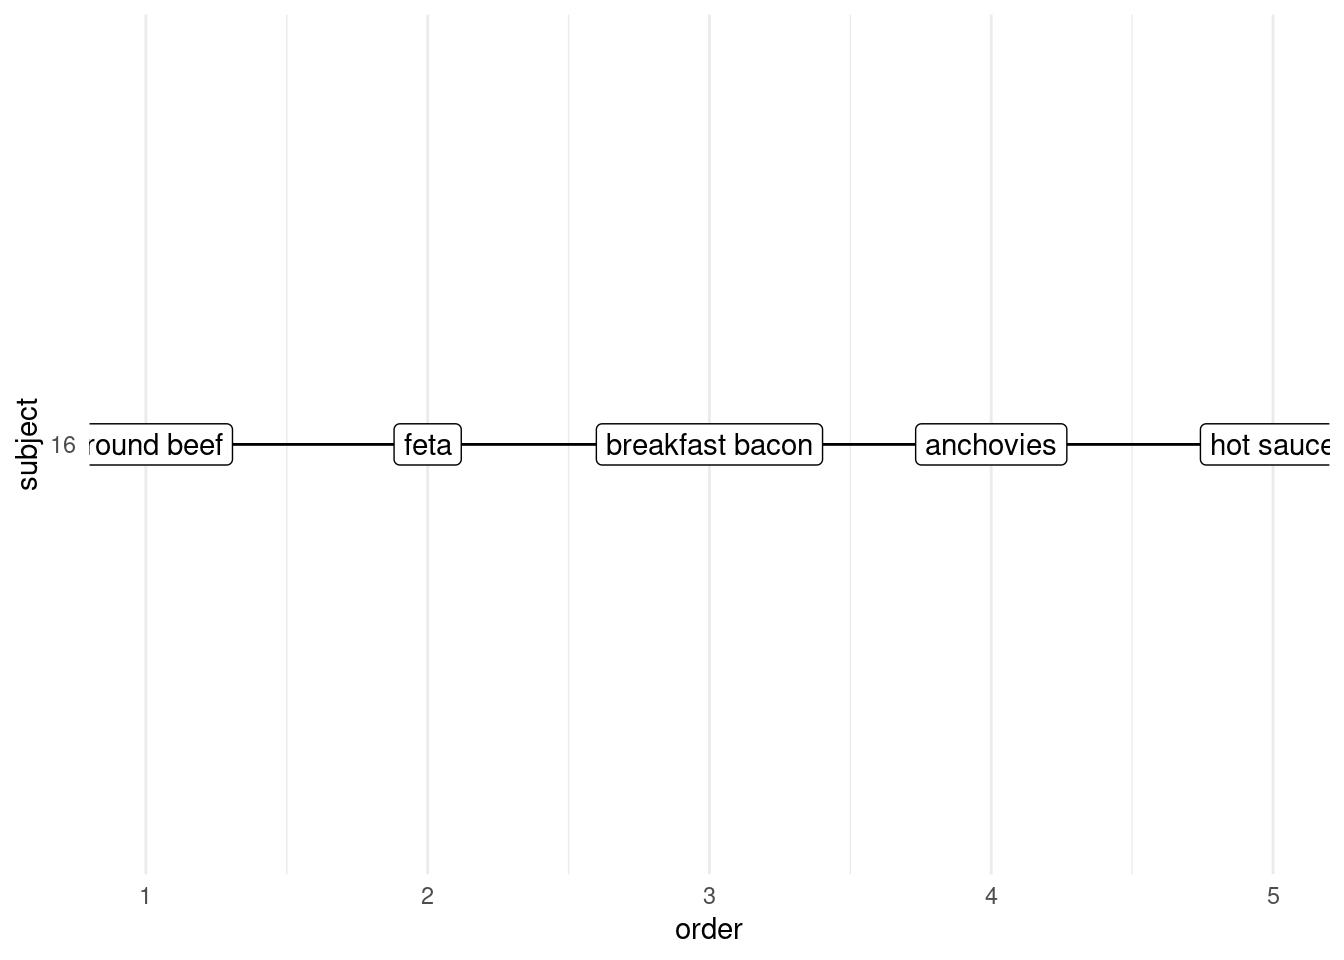 subject
16
round beef feta breakfast bacon anchovies hot sauce
1 2 3 4 5
order